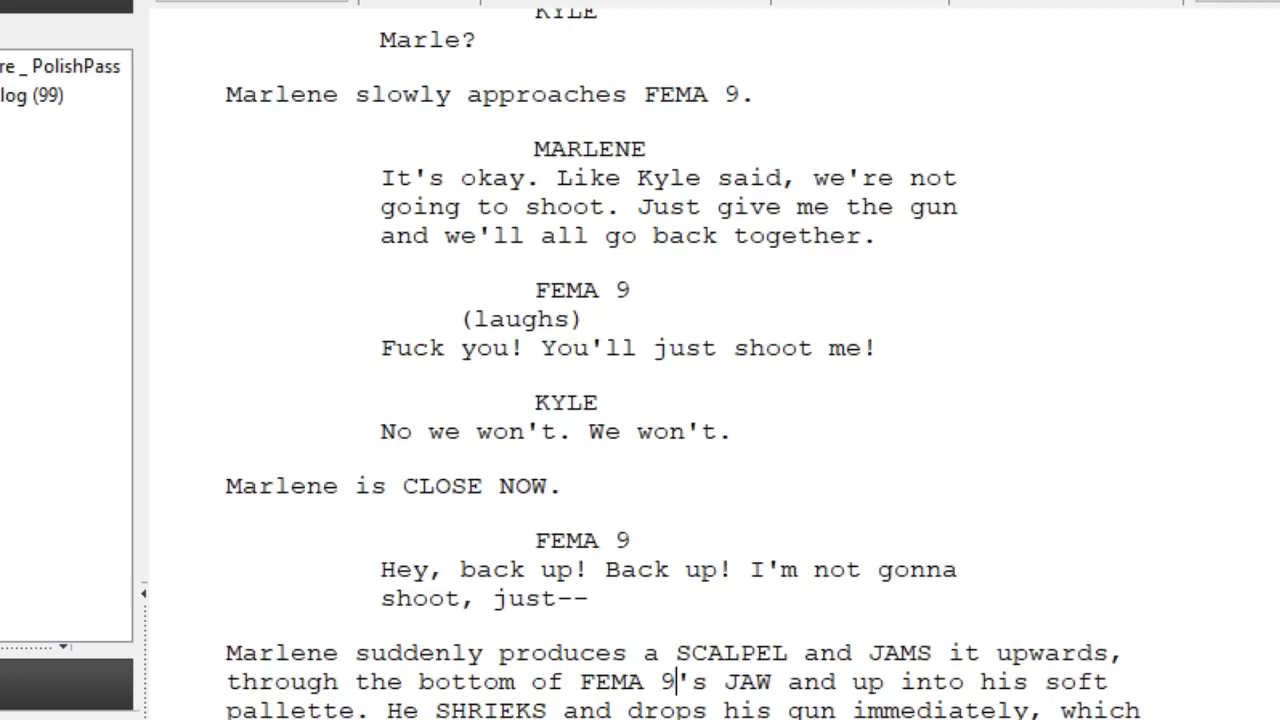 KYLE
Marle?
re _ PolishPass
log (99)
Marlene slowly approaches FEMA 9.
MARLENE
It's okay. Like Kyle said, we're not
going to shoot. Just give me the gun
and we'll all go back together.
FEMA 9
(laughs)
Fuck you! You'll just shoot me!
KYLE
No we won't. We won't.
Marlene is CLOSE NOW.
FEMA 9
Hey, back up! Back up! I'm not gonna
shoot, just--
Marlene suddenly produces a SCALPEL and JAMS it upwards,
through the bottom of FEMA 9's JAW and up into his soft
pallette. He SHRIEKS and drops his gun immediately, which